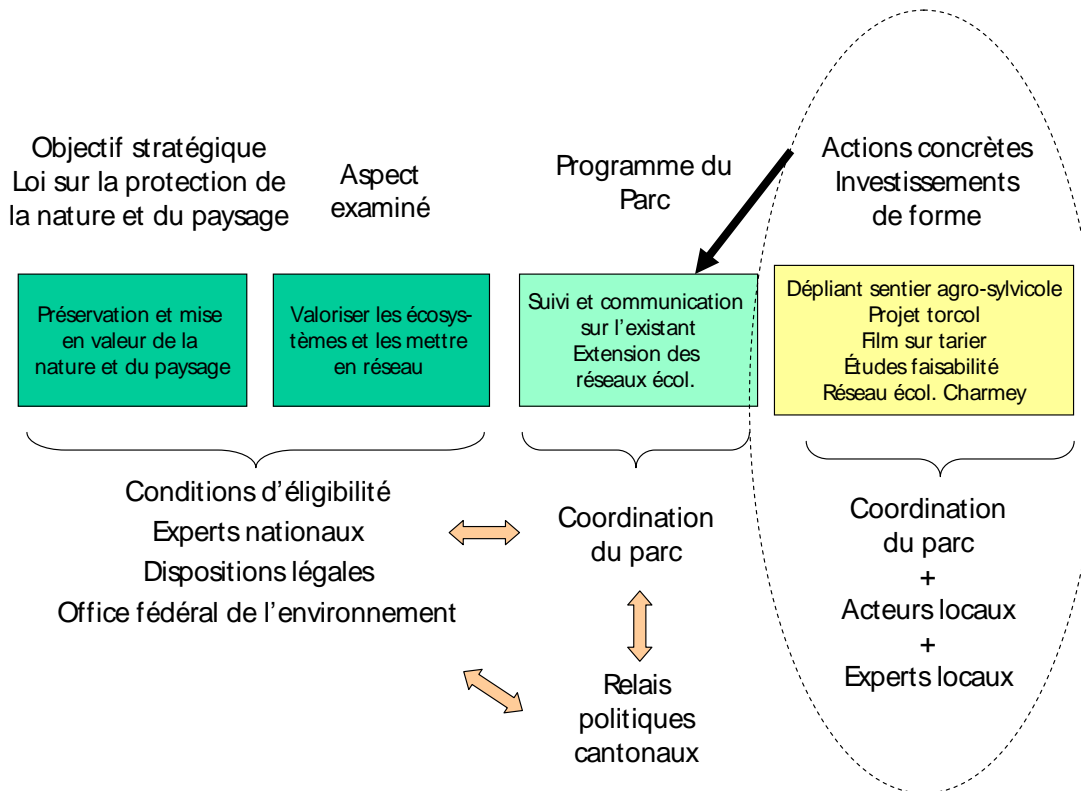 Objectif stratégique
Loi sur la protection de
la nature et du paysage
Aspect
examiné
Programme du
Parc
Actions concrètes
Investissements
de forme
Préservation et mise
en valeur de la
nature et du paysage
Valoriser les écosys-
tèmes et les mettre
en réseau
Suivi et communication
sur l'existant
Extension des
réseaux écol.
Dépliant sentier agro-sylvicole
Projet torcol
Film sur tarier
Études faisabilité
Réseau écol. Charmey
Conditions d'éligibilité
Experts nationaux
Dispositions légales
Office fédéral de l'environnement
Coordination
du parc
Relais
politiques
cantonaux
Coordination
du parc
+
Acteurs locaux
+
Experts locaux